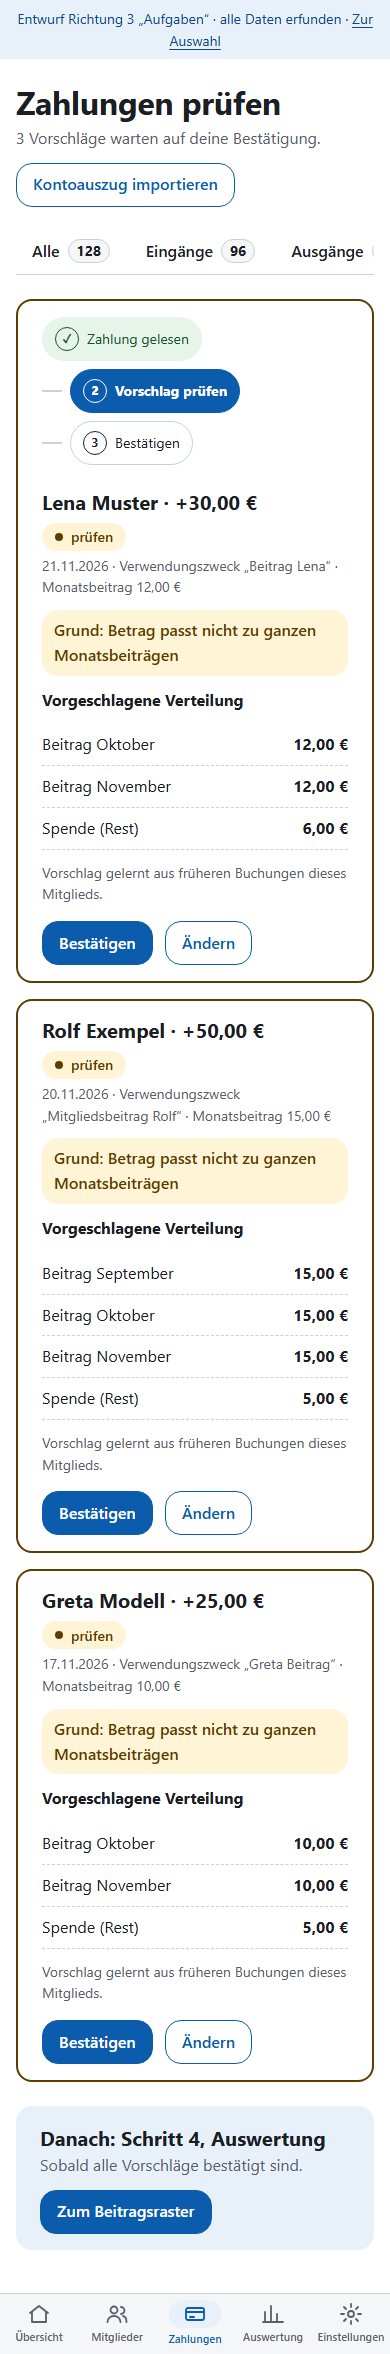 Entwurf Richtung 3 „Aufgaben“ · alle Daten erfunden · Zur
Auswahl
Zahlungen prüfen
3 Vorschläge warten auf deine Bestätigung.
Kontoauszug importieren
Alle 128 Eingänge 96 Ausgänge
✓ Zahlung gelesen
2 Vorschlag prüfen
3 Bestätigen
Lena Muster · +30,00 €
prüfen
21.11.2026 · Verwendungszweck „Beitrag Lena“ ·
Monatsbeitrag 12,00 €
Grund: Betrag passt nicht zu ganzen
Monatsbeiträgen
Vorgeschlagene Verteilung
Beitrag Oktober 12,00 €
Beitrag November 12,00 €
Spende (Rest) 6,00 €
Vorschlag gelernt aus früheren Buchungen dieses
Mitglieds.
Bestätigen Ändern
Rolf Exempel · +50,00 €
prüfen
20.11.2026 · Verwendungszweck
„Mitgliedsbeitrag Rolf“ · Monatsbeitrag 15,00 €
Grund: Betrag passt nicht zu ganzen
Monatsbeiträgen
Vorgeschlagene Verteilung
Beitrag September 15,00 €
Beitrag Oktober 15,00 €
Beitrag November 15,00 €
Spende (Rest) 5,00 €
Vorschlag gelernt aus früheren Buchungen dieses
Mitglieds.
Bestätigen Ändern
Greta Modell · +25,00 €
prüfen
17.11.2026 · Verwendungszweck „Greta Beitrag“ ·
Monatsbeitrag 10,00 €
Grund: Betrag passt nicht zu ganzen
Monatsbeiträgen
Vorgeschlagene Verteilung
Beitrag Oktober 10,00 €
Beitrag November 10,00 €
Spende (Rest) 5,00 €
Vorschlag gelernt aus früheren Buchungen dieses
Mitglieds.
Bestätigen Ändern
Danach: Schritt 4, Auswertung
Sobald alle Vorschläge bestätigt sind.
Zum Beitragsraster
Übersicht Mitglieder Zahlungen Auswertung Einstellungen